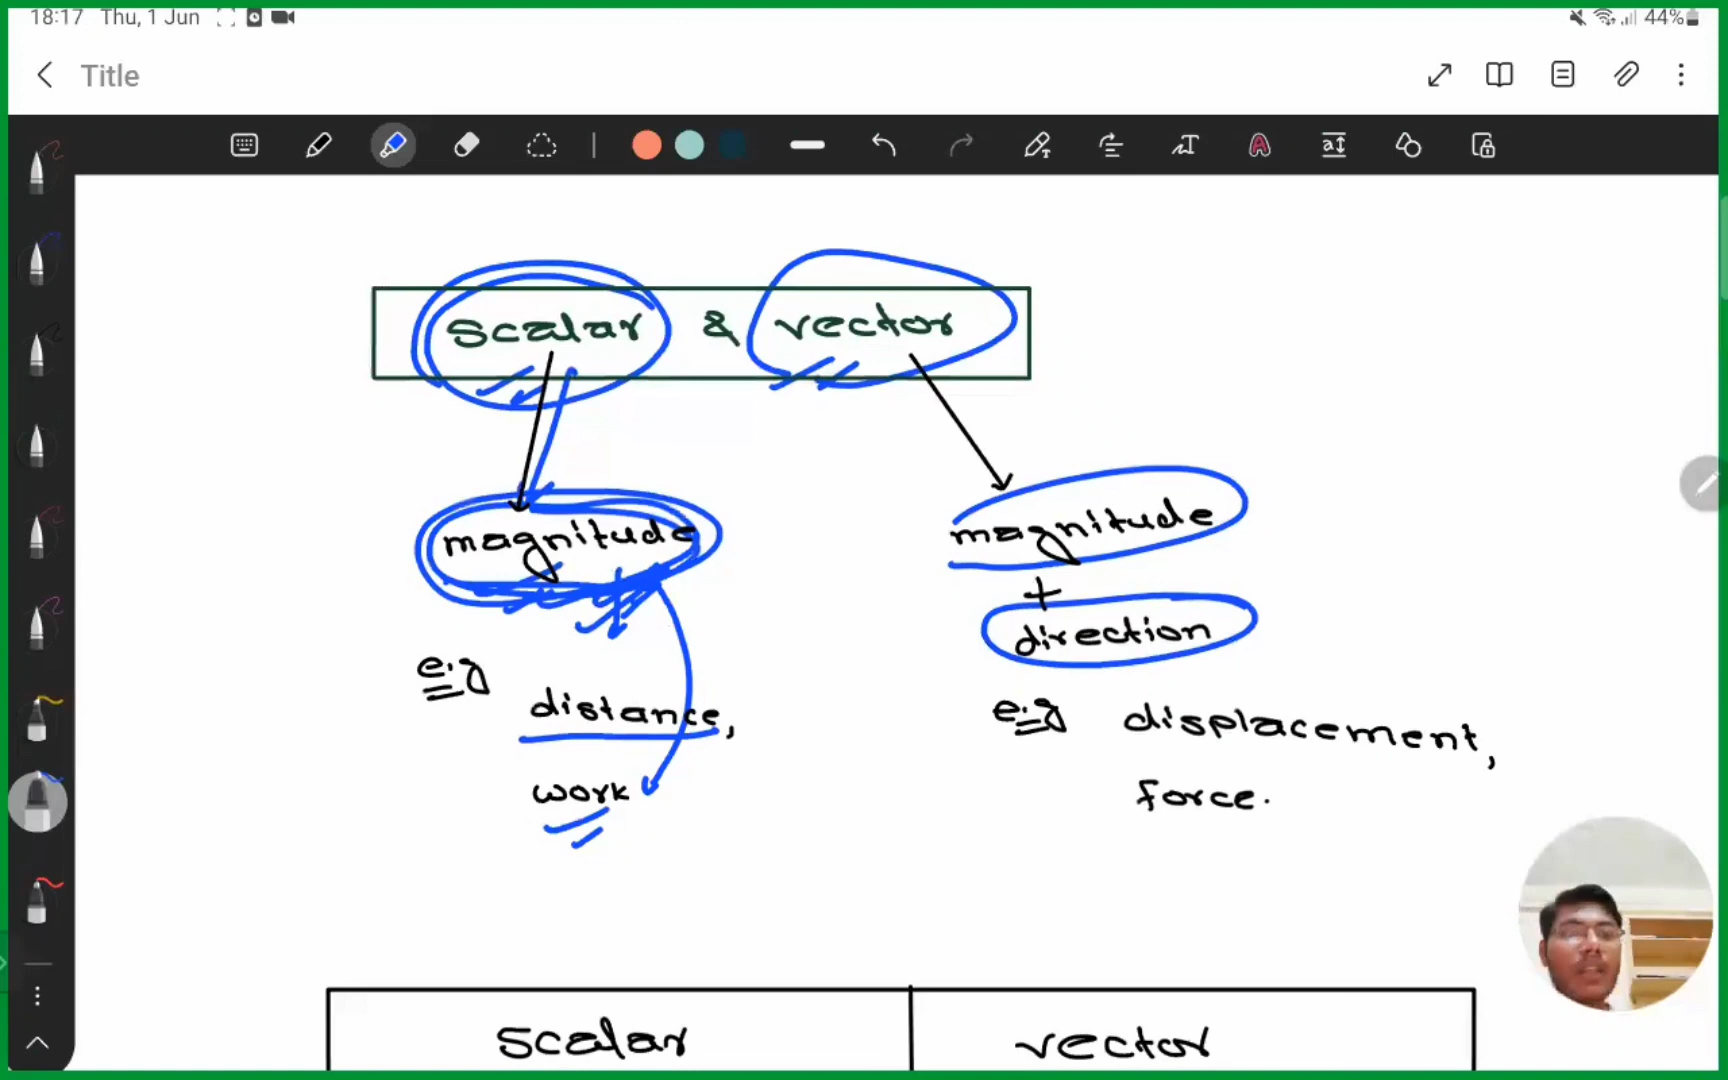 18:17 Thu, 1 Jun
44%
Title
scalar & vector
magnitude
magnitude
+
direction
e.g
distance,
work
e.g
displacement,
force.
scalar
vector